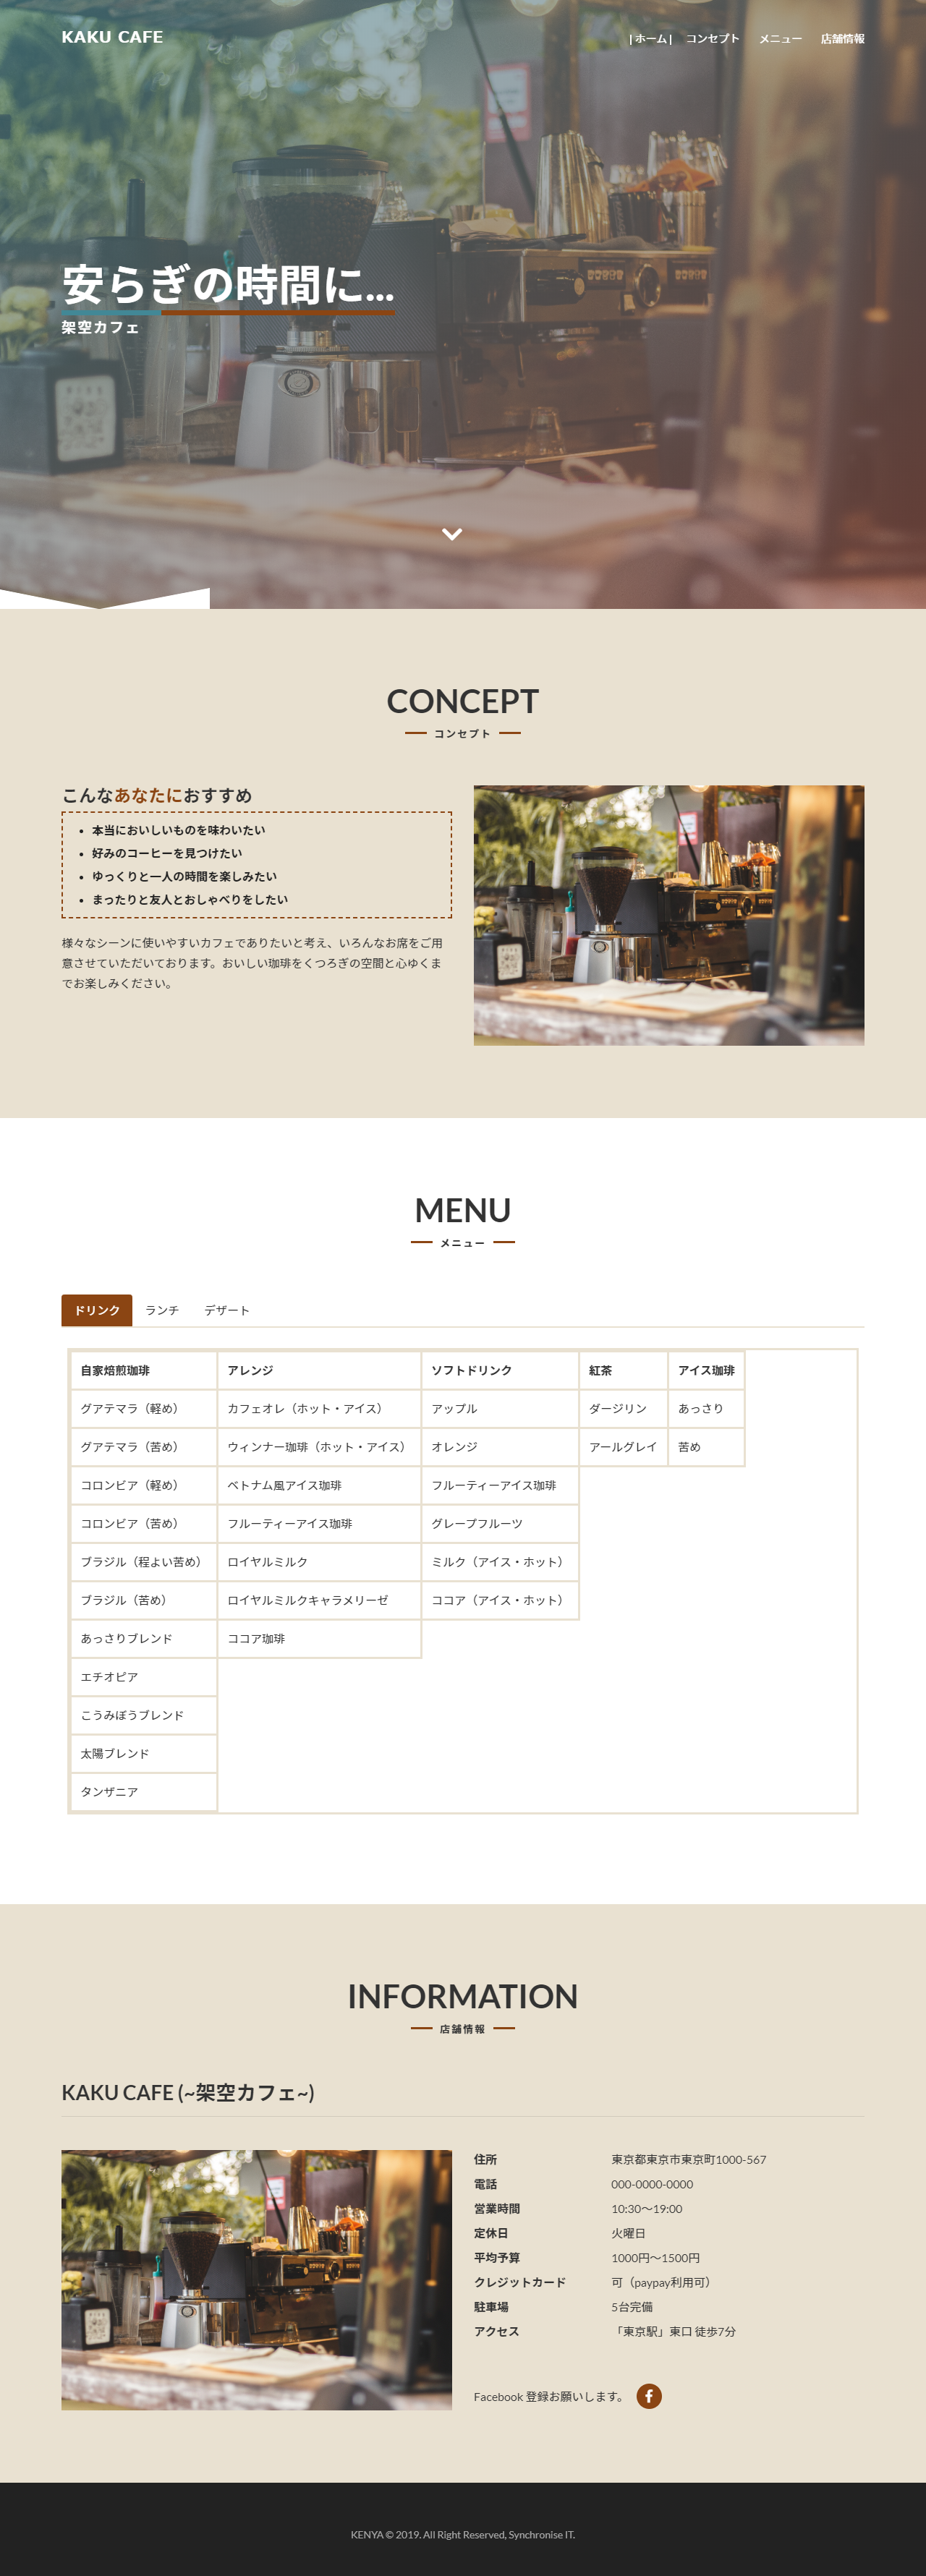 KAKU CAFE
| ホーム | コンセプト メニュー 店舗情報
安らぎの時間に...
架空カフェ
CONCEPT
コンセプト
こんなあなたにおすすめ
• 本当においしいものを味わいたい
• 好みのコーヒーを見つけたい
• ゆっくりと一人の時間を楽しみたい
• まったりと友人とおしゃべりをしたい
様々なシーンに使いやすいカフェでありたいと考え、いろんなお席をご用
意させていただいております。おいしい珈琲をくつろぎの空間と心ゆくま
でお楽しみください。
MENU
メニュー
ドリンク ランチ デザート
自家焙煎珈琲 アレンジ ソフトドリンク 紅茶 アイス珈琲
グアテマラ（軽め） カフェオレ（ホット・アイス） アップル ダージリン あっさり
グアテマラ（苦め） ウィンナー珈琲（ホット・アイス） オレンジ アールグレイ 苦め
コロンビア（軽め） ベトナム風アイス珈琲 フルーティーアイス珈琲
コロンビア（苦め） フルーティーアイス珈琲 グレープフルーツ
ブラジル（程よい苦め） ロイヤルミルク ミルク（アイス・ホット）
ブラジル（苦め） ロイヤルミルクキャラメリーゼ ココア（アイス・ホット）
あっさりブレンド ココア珈琲
エチオピア
こうみぼうブレンド
太陽ブレンド
タンザニア
INFORMATION
店舗情報
KAKU CAFE (~架空カフェ~)
住所 東京都東京市東京町1000-567
電話 000-0000-0000
営業時間 10:30〜19:00
定休日 火曜日
平均予算 1000円〜1500円
クレジットカード 可（paypay利用可）
駐車場 5台完備
アクセス 「東京駅」東口 徒歩7分
Facebook 登録お願いします。
KENYA © 2019. All Right Reserved, Synchronise IT.